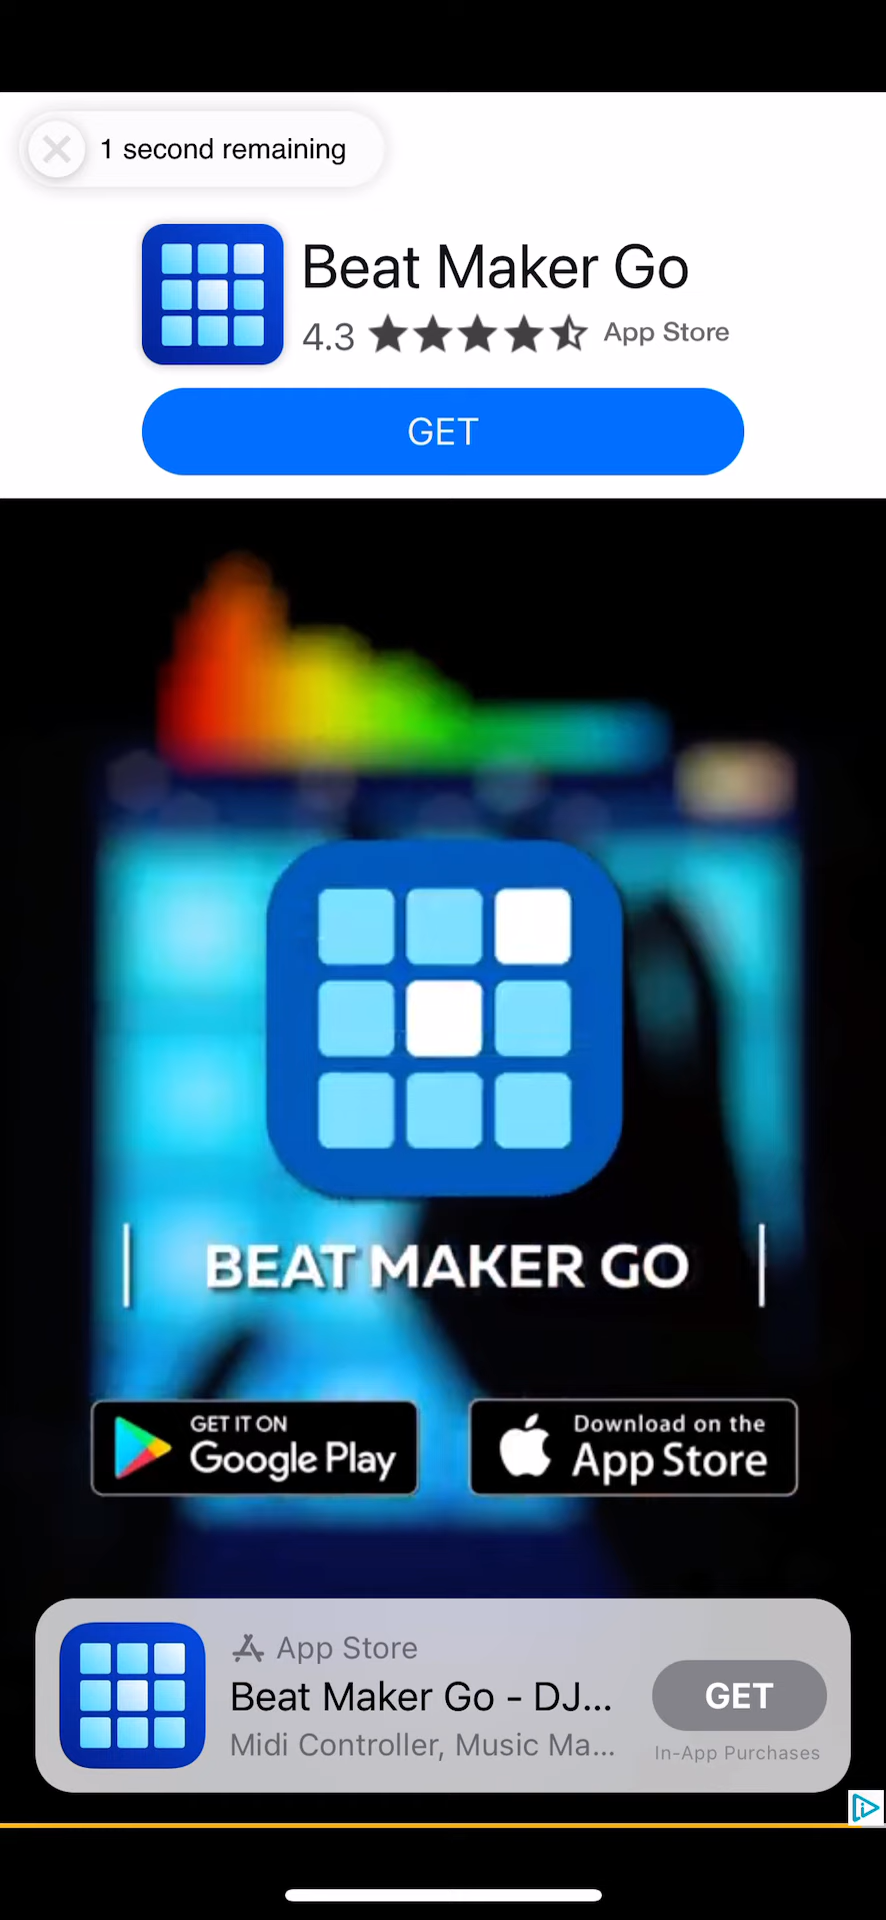 1 second remaining
Beat Maker Go
4.3
App Store
GET
BEAT MAKER GO
GET IT ON
Google Play
Download on the
App Store
App Store
Beat Maker Go - DJ...
Midi Controller, Music Ma...
GET
In-App Purchases